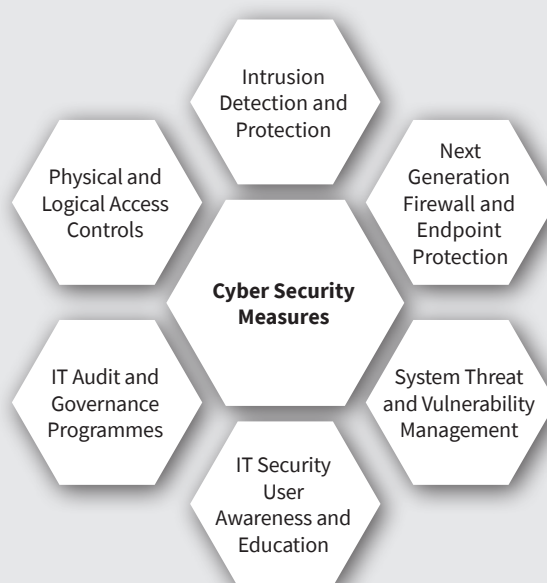 Intrusion
Detection and
Protection
Next
Generation
Firewall and
Endpoint
Protection
Physical and
Logical Access
Controls
Cyber Security
Measures
IT Audit and
Governance
Programmes
System Threat
and Vulnerability
Management
IT Security
User
Awareness and
Education